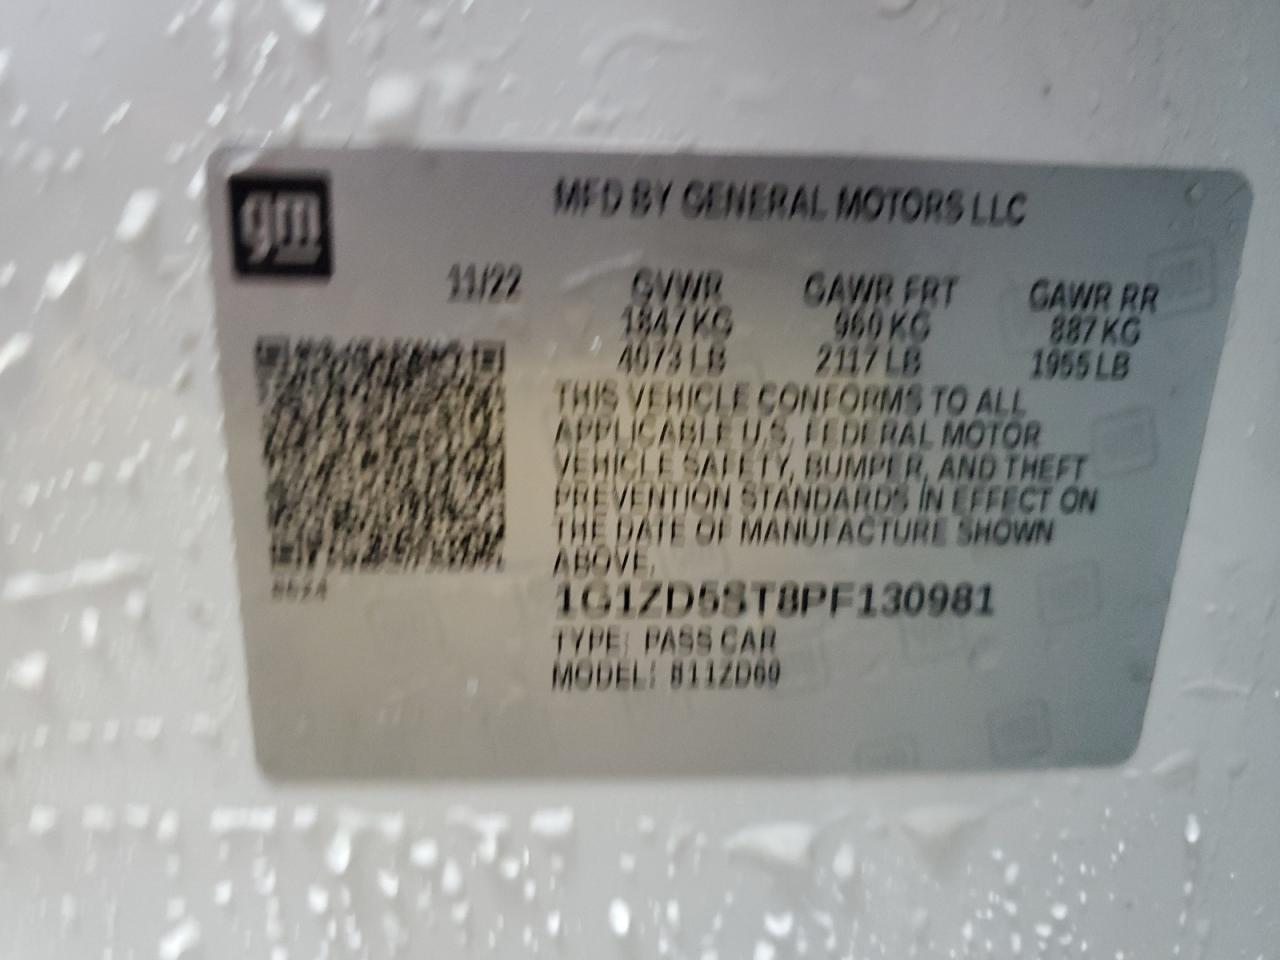 gm
MFD BY GENERAL MOTORS LLC
11/22 GVWR GAWR FRT GAWR RR
1847 KG 960 KG 887 KG
4073 LB 2117 LB 1955 LB
THIS VEHICLE CONFORMS TO ALL
APPLICABLE U.S. FEDERAL MOTOR
VEHICLE SAFETY, BUMPER, AND THEFT
PREVENTION STANDARDS IN EFFECT ON
THE DATE OF MANUFACTURE SHOWN
ABOVE.
1G1ZD5ST8PF130981
TYPE: PASS CAR
MODEL: 811ZD69